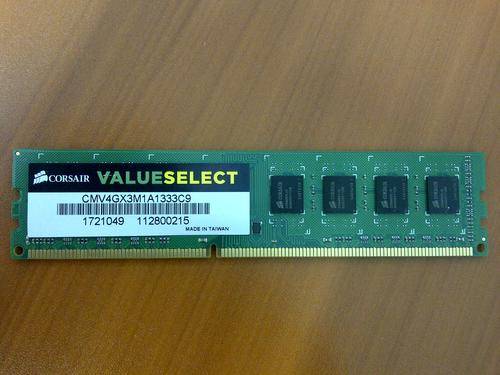 CORSAIR VALUESELECT
CMV4GX3M1A1333C9
1721049 112800215
MADE IN TAIWAN